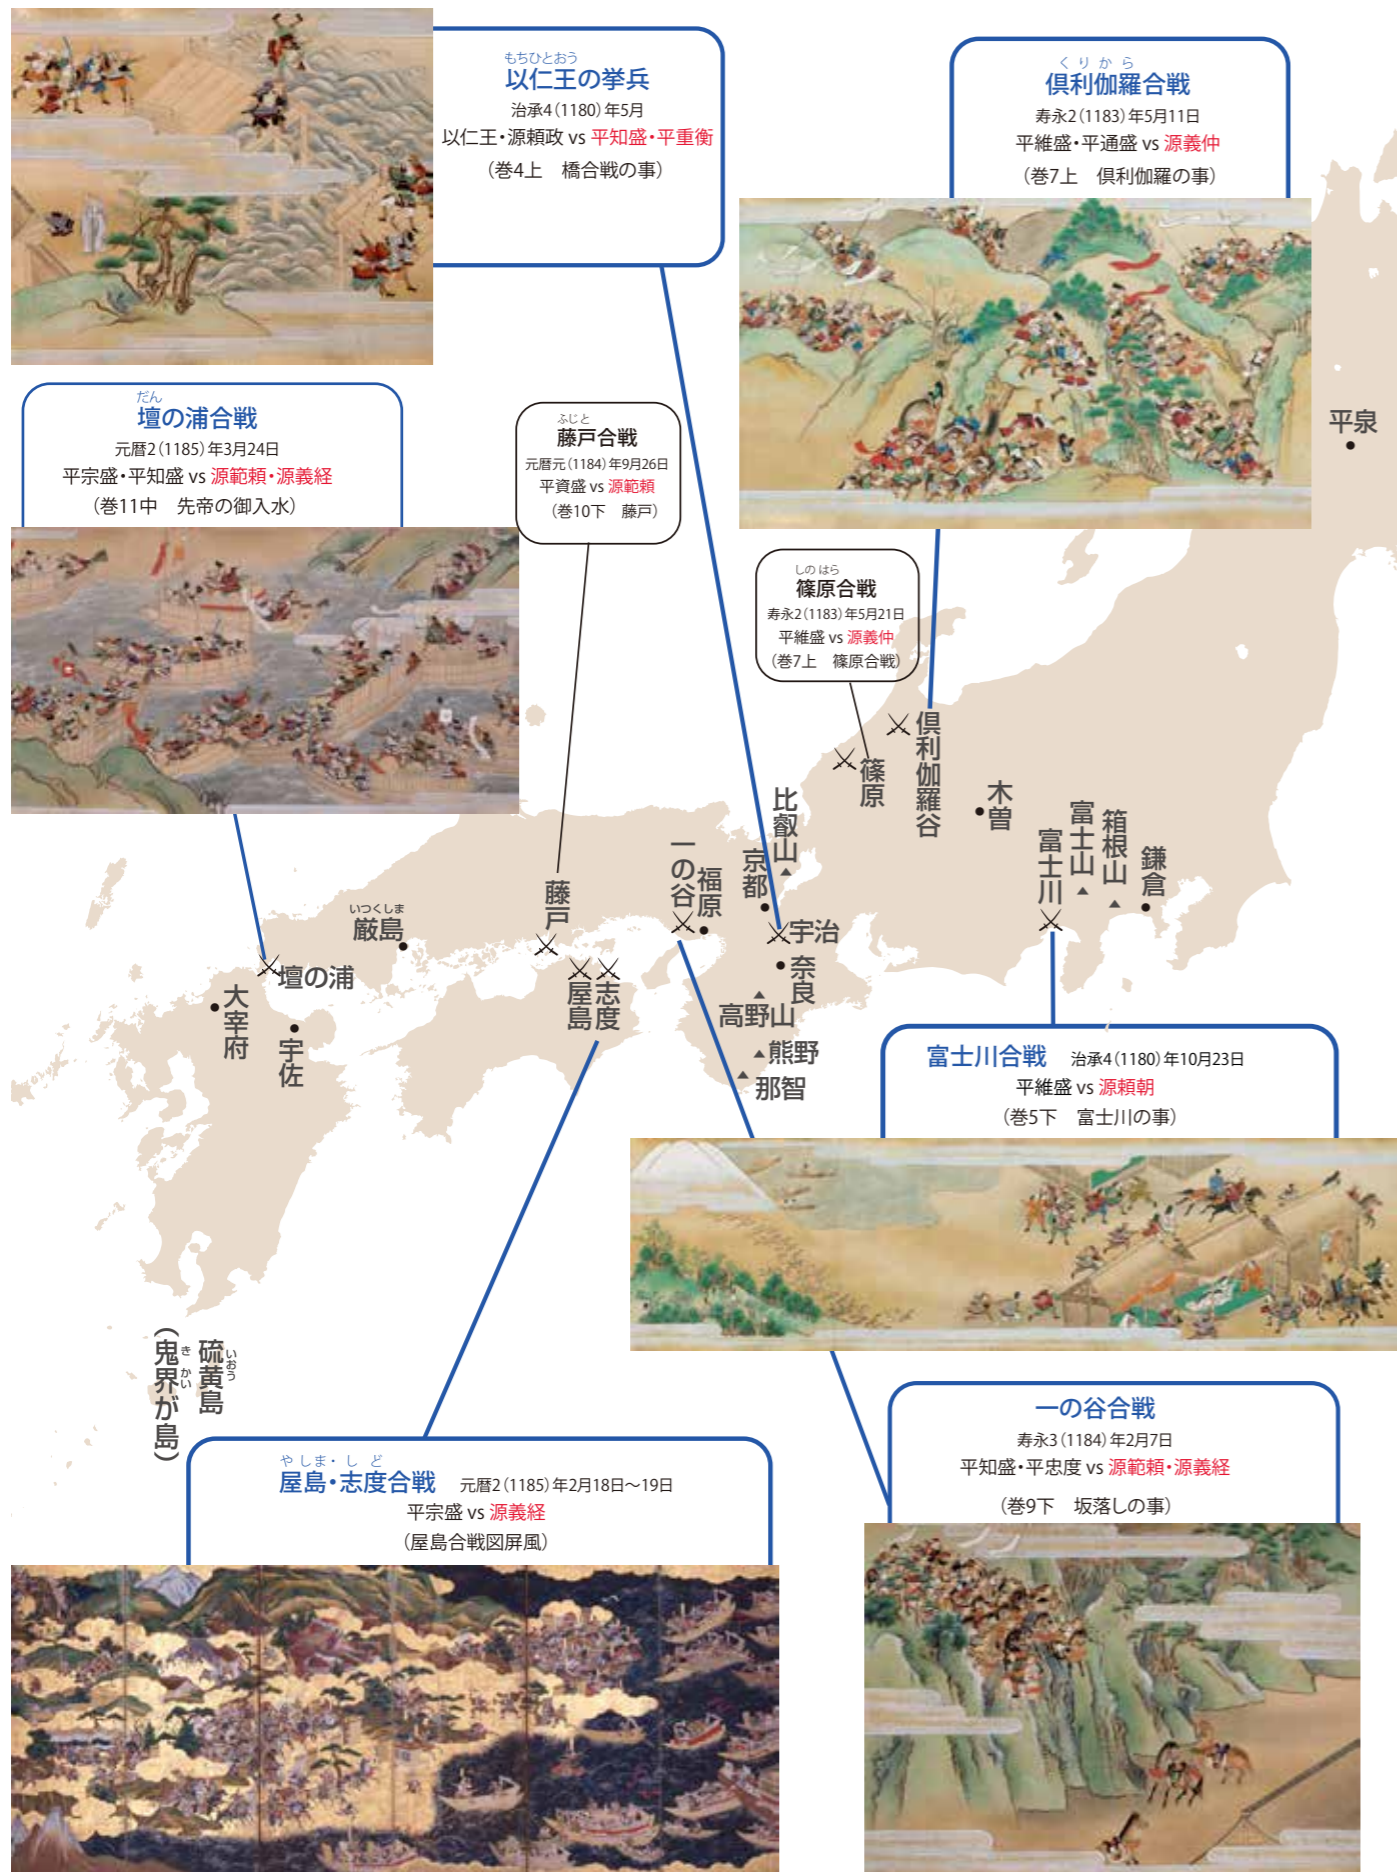 もちひとおう
以仁王の挙兵
治承4(1180)年5月
以仁王・源頼政 vs 平知盛・平重衡
(巻4上　橋合戦の事)
くりから
倶利伽羅合戦
寿永2(1183)年5月11日
平維盛・平通盛 vs 源義仲
(巻7上　倶利伽羅の事)
だん
壇の浦合戦
元暦2(1185)年3月24日
平宗盛・平知盛 vs 源範頼・源義経
(巻11中　先帝の御入水)
ふじと
藤戸合戦
元暦元(1184)年9月26日
平資盛 vs 源範頼
(巻10下　藤戸)
しのはら
篠原合戦
寿永2(1183)年5月21日
平維盛 vs 源義仲
(巻7上　篠原合戦)
平泉
倶利伽羅谷
篠原
木曽
比叡山
京都
富士川
富士山
箱根山
鎌倉
一の谷
福原
藤戸
いつくしま
厳島
宇治
奈良
壇の浦
屋島
志度
大宰府
宇佐
高野山
熊野
那智
富士川合戦　治承4(1180)年10月23日
平維盛 vs 源頼朝
(巻5下　富士川の事)
いおう
硫黄島
きかい
(鬼界が島)
一の谷合戦
寿永3(1184)年2月7日
平知盛・平忠度 vs 源範頼・源義経
(巻9下　坂落しの事)
やしま・しど
屋島・志度合戦　元暦2(1185)年2月18日～19日
平宗盛 vs 源義経
(屋島合戦図屏風)